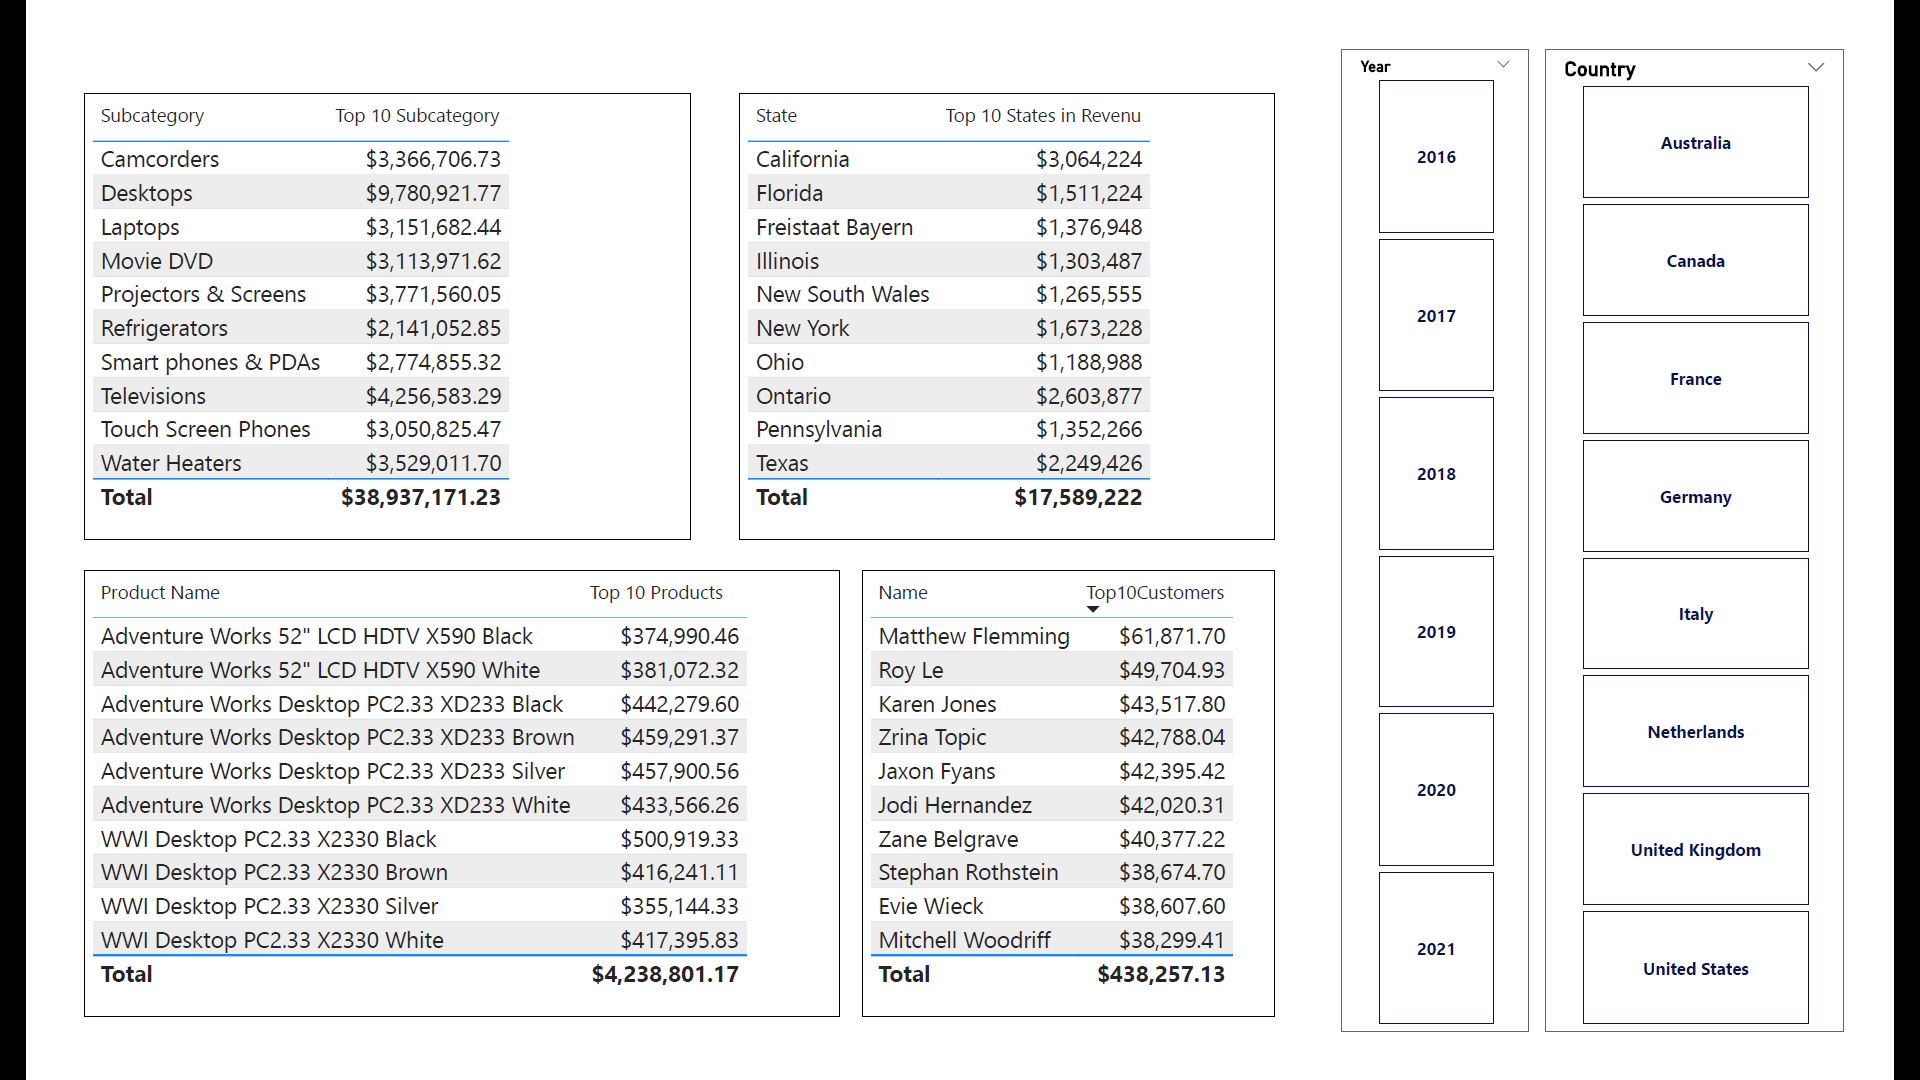 Subcategory Top 10 Subcategory
Camcorders $3,366,706.73
Desktops $9,780,921.77
Laptops $3,151,682.44
Movie DVD $3,113,971.62
Projectors & Screens $3,771,560.05
Refrigerators $2,141,052.85
Smart phones & PDAs $2,774,855.32
Televisions $4,256,583.29
Touch Screen Phones $3,050,825.47
Water Heaters $3,529,011.70
Total $38,937,171.23
State Top 10 States in Revenu
California $3,064,224
Florida $1,511,224
Freistaat Bayern $1,376,948
Illinois $1,303,487
New South Wales $1,265,555
New York $1,673,228
Ohio $1,188,988
Ontario $2,603,877
Pennsylvania $1,352,266
Texas $2,249,426
Total $17,589,222
Product Name Top 10 Products
Adventure Works 52" LCD HDTV X590 Black $374,990.46
Adventure Works 52" LCD HDTV X590 White $381,072.32
Adventure Works Desktop PC2.33 XD233 Black $442,279.60
Adventure Works Desktop PC2.33 XD233 Brown $459,291.37
Adventure Works Desktop PC2.33 XD233 Silver $457,900.56
Adventure Works Desktop PC2.33 XD233 White $433,566.26
WWI Desktop PC2.33 X2330 Black $500,919.33
WWI Desktop PC2.33 X2330 Brown $416,241.11
WWI Desktop PC2.33 X2330 Silver $355,144.33
WWI Desktop PC2.33 X2330 White $417,395.83
Total $4,238,801.17
Name Top10Customers
Matthew Flemming $61,871.70
Roy Le $49,704.93
Karen Jones $43,517.80
Zrina Topic $42,788.04
Jaxon Fyans $42,395.42
Jodi Hernandez $42,020.31
Zane Belgrave $40,377.22
Stephan Rothstein $38,674.70
Evie Wieck $38,607.60
Mitchell Woodriff $38,299.41
Total $438,257.13
Year
2016
2017
2018
2019
2020
2021
Country
Australia
Canada
France
Germany
Italy
Netherlands
United Kingdom
United States